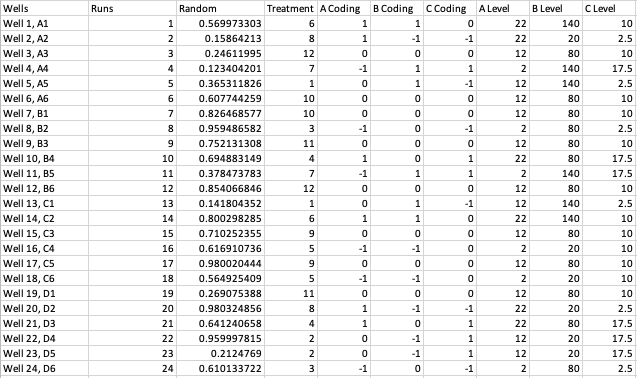 Wells Runs Random Treatment A Coding B Coding C Coding A Level B Level C Level
Well 1, A1 1 0.569973303 6 1 1 0 22 140 10
Well 2, A2 2 0.15864213 8 1 -1 -1 22 20 2.5
Well 3, A3 3 0.24611995 12 0 0 0 12 80 10
Well 4, A4 4 0.123404201 7 -1 1 1 2 140 17.5
Well 5, A5 5 0.365311826 1 0 1 -1 12 140 2.5
Well 6, A6 6 0.607744259 10 0 0 0 12 80 10
Well 7, B1 7 0.826468577 10 0 0 0 12 80 10
Well 8, B2 8 0.959486582 3 -1 0 -1 2 80 2.5
Well 9, B3 9 0.752131308 11 0 0 0 12 80 10
Well 10, B4 10 0.694883149 4 1 0 1 22 80 17.5
Well 11, B5 11 0.378473783 7 -1 1 1 2 140 17.5
Well 12, B6 12 0.854066846 12 0 0 0 12 80 10
Well 13, C1 13 0.141804352 1 0 1 -1 12 140 2.5
Well 14, C2 14 0.800298285 6 1 1 0 22 140 10
Well 15, C3 15 0.710252355 9 0 0 0 12 80 10
Well 16, C4 16 0.616910736 5 -1 -1 0 2 20 10
Well 17, C5 17 0.980020444 9 0 0 0 12 80 10
Well 18, C6 18 0.564925409 5 -1 -1 0 2 20 10
Well 19, D1 19 0.269075388 11 0 0 0 12 80 10
Well 20, D2 20 0.980324856 8 1 -1 -1 22 20 2.5
Well 21, D3 21 0.641240658 4 1 0 1 22 80 17.5
Well 22, D4 22 0.959997815 2 0 -1 1 12 20 17.5
Well 23, D5 23 0.2124769 2 0 -1 1 12 20 17.5
Well 24, D6 24 0.610133722 3 -1 0 -1 2 80 2.5